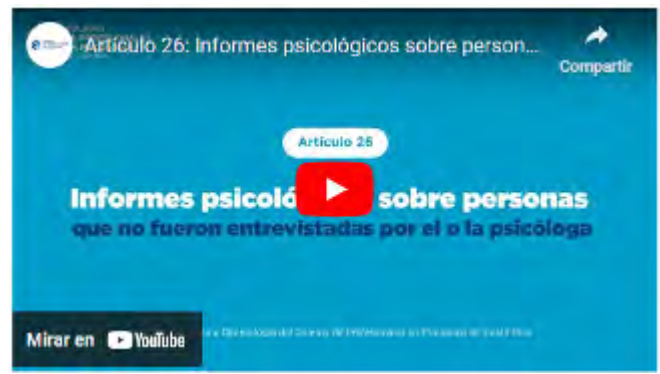 Artículo 26: Informes psicológicos sobre person...
Compartir
Artículo 26
Informes psicoló sobre personas
que no fueron entrevistadas por el o la psicóloga
Mirar en YouTube